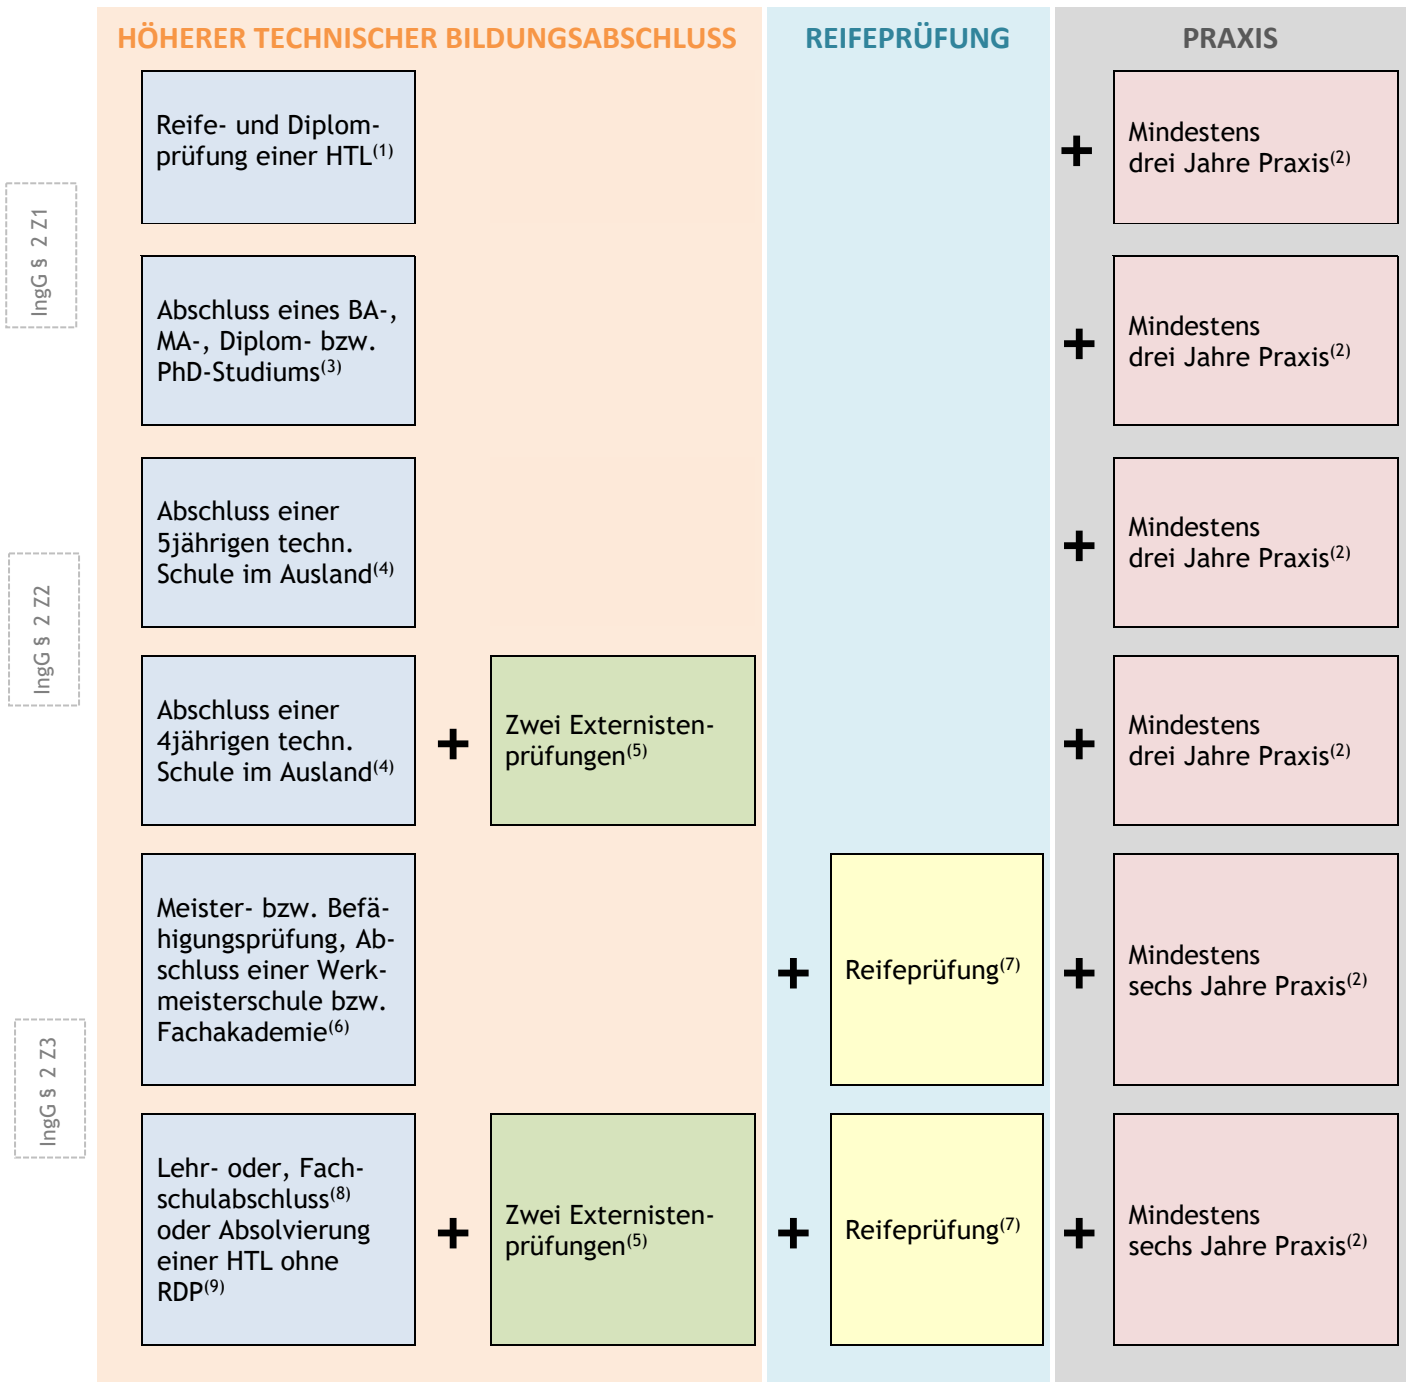 HÖHERER TECHNISCHER BILDUNGSABSCHLUSS
REIFEPRÜFUNG
PRAXIS
IngG § 2 Z1
Reife- und Diplom-
prüfung einer HTL(1)
+
Mindestens
drei Jahre Praxis(2)
Abschluss eines BA-,
MA-, Diplom- bzw.
PhD-Studiums(3)
+
Mindestens
drei Jahre Praxis(2)
IngG § 2 Z2
Abschluss einer
5jährigen techn.
Schule im Ausland(4)
+
Mindestens
drei Jahre Praxis(2)
Abschluss einer
4jährigen techn.
Schule im Ausland(4)
+
Zwei Externisten-
prüfungen(5)
+
Mindestens
drei Jahre Praxis(2)
IngG § 2 Z3
Meister- bzw. Befä-
higungsprüfung, Ab-
schluss einer Werk-
meisterschule bzw.
Fachakademie(6)
+
Reifeprüfung(7)
+
Mindestens
sechs Jahre Praxis(2)
Lehr- oder, Fach-
schulabschluss(8)
oder Absolvierung
einer HTL ohne
RDP(9)
+
Zwei Externisten-
prüfungen(5)
+
Reifeprüfung(7)
+
Mindestens
sechs Jahre Praxis(2)